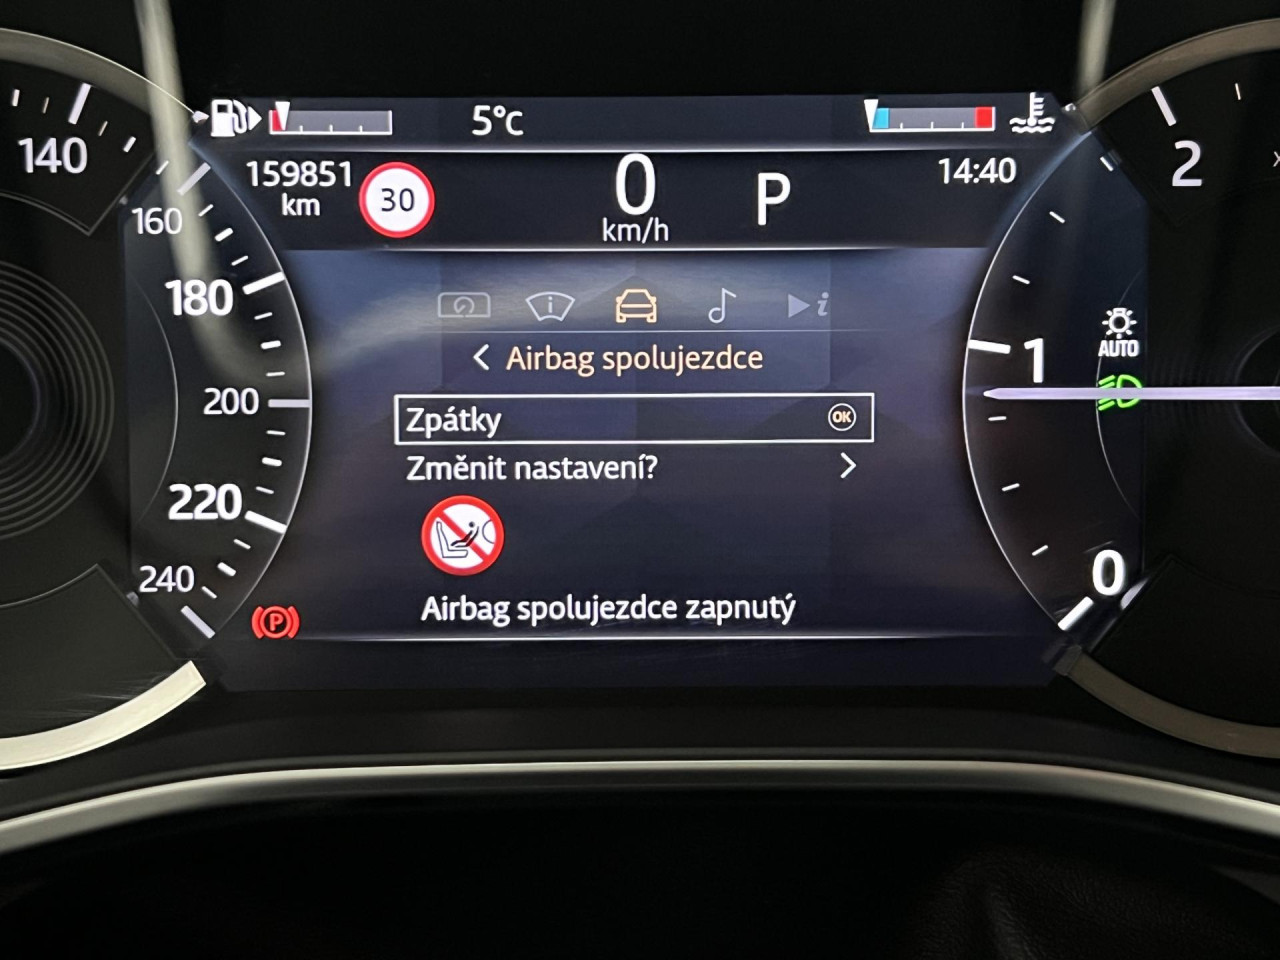 5°C
159851
km
30
0
km/h
P
14:40
140
160
180
200
220
240
2
1
0
AUTO
Airbag spolujezdce
Zpátky OK
Změnit nastavení?
Airbag spolujezdce zapnutý
P